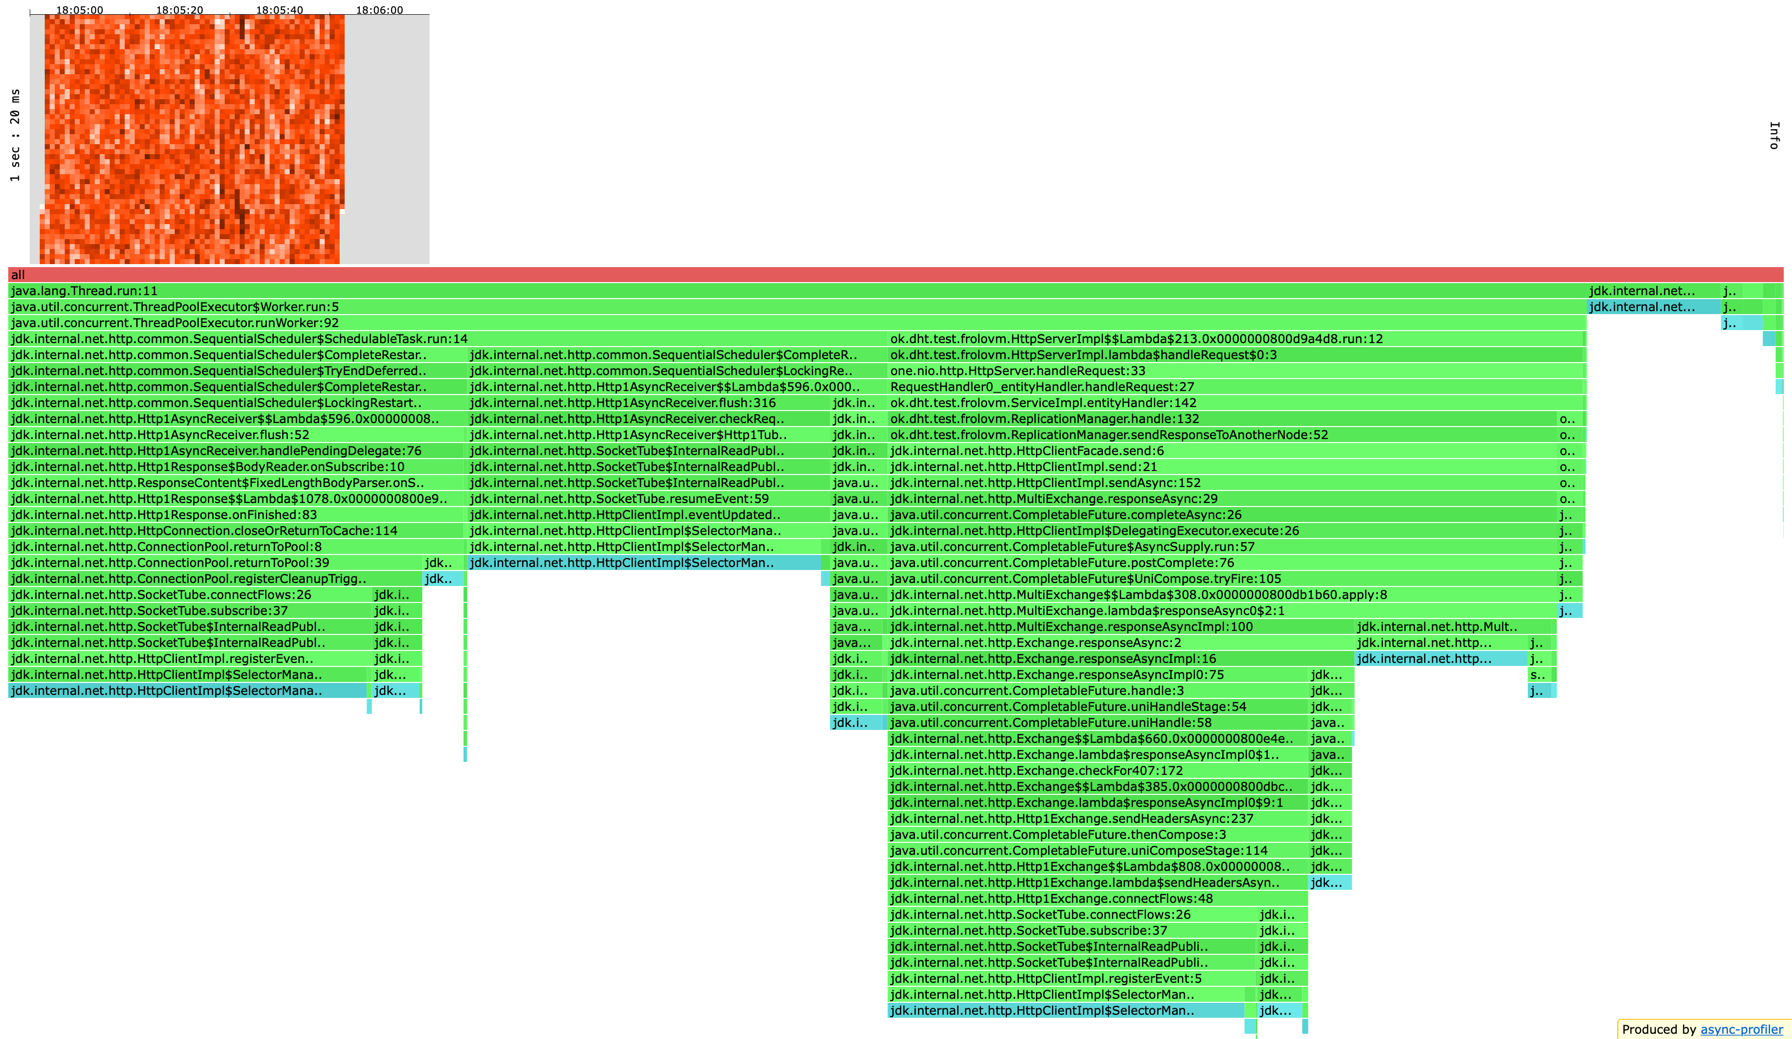 18:05:00 18:05:20 18:05:40 18:06:00
1 sec : 20 ms
Info
all
java.lang.Thread.run:11 jdk.internal.net... j..
java.util.concurrent.ThreadPoolExecutor$Worker.run:5 jdk.internal.net... j..
java.util.concurrent.ThreadPoolExecutor.runWorker:92 j..
jdk.internal.net.http.common.SequentialScheduler$SchedulableTask.run:14 ok.dht.test.frolovm.HttpServerImpl$$Lambda$213.0x0000000800d9a4d8.run:12
jdk.internal.net.http.common.SequentialScheduler$CompleteRestar.. jdk.internal.net.http.common.SequentialScheduler$CompleteR.. ok.dht.test.frolovm.HttpServerImpl.lambda$handleRequest$0:3
jdk.internal.net.http.common.SequentialScheduler$TryEndDeferred.. jdk.internal.net.http.common.SequentialScheduler$LockingRe.. one.nio.http.HttpServer.handleRequest:33
jdk.internal.net.http.common.SequentialScheduler$CompleteRestar.. jdk.internal.net.http.Http1AsyncReceiver$$Lambda$596.0x000... RequestHandler0_entityHandler.handleRequest:27
jdk.internal.net.http.common.SequentialScheduler$LockingRestart.. jdk.internal.net.http.Http1AsyncReceiver.flush:316 jdk.in.. ok.dht.test.frolovm.ServiceImpl.entityHandler:142
jdk.internal.net.http.Http1AsyncReceiver$$Lambda$596.0x00000008.. jdk.internal.net.http.Http1AsyncReceiver.checkReq.. jdk.in.. ok.dht.test.frolovm.ReplicationManager.handle:132 o..
jdk.internal.net.http.Http1AsyncReceiver.flush:52 jdk.internal.net.http.Http1AsyncReceiver$Http1Tub.. jdk.in.. ok.dht.test.frolovm.ReplicationManager.sendResponseToAnotherNode:52 o..
jdk.internal.net.http.Http1AsyncReceiver.handlePendingDelegate:76 jdk.internal.net.http.SocketTube$InternalReadPubl.. jdk.in.. jdk.internal.net.http.HttpClientFacade.send:6 o..
jdk.internal.net.http.Http1Response$BodyReader.onSubscribe:10 jdk.internal.net.http.SocketTube$InternalReadPubl.. jdk.in.. jdk.internal.net.http.HttpClientImpl.send:21 o..
jdk.internal.net.http.ResponseContent$FixedLengthBodyParser.onS.. jdk.internal.net.http.SocketTube$InternalReadPubl.. java.u.. jdk.internal.net.http.HttpClientImpl.sendAsync:152 o..
jdk.internal.net.http.Http1Response$$Lambda$1078.0x0000000800e9.. jdk.internal.net.http.SocketTube.resumeEvent:59 java.u.. jdk.internal.net.http.MultiExchange.responseAsync:29 o..
jdk.internal.net.http.Http1Response.onFinished:83 jdk.internal.net.http.HttpClientImpl.eventUpdated.. java.u.. java.util.concurrent.CompletableFuture.completeAsync:26 j..
jdk.internal.net.http.HttpConnection.closeOrReturnToCache:114 jdk.internal.net.http.HttpClientImpl$SelectorMana.. java.u.. jdk.internal.net.http.HttpClientImpl$DelegatingExecutor.execute:26 j..
jdk.internal.net.http.ConnectionPool.returnToPool:8 jdk.internal.net.http.HttpClientImpl$SelectorMan.. jdk.in.. java.util.concurrent.CompletableFuture$AsyncSupply.run:57 j..
jdk.internal.net.http.ConnectionPool.returnToPool:39 jdk.. jdk.internal.net.http.HttpClientImpl$SelectorMan.. java.u.. java.util.concurrent.CompletableFuture.postComplete:76 j..
jdk.internal.net.http.ConnectionPool.registerCleanupTrigg.. jdk.. java.u.. java.util.concurrent.CompletableFuture$UniCompose.tryFire:105 j..
jdk.internal.net.http.SocketTube.connectFlows:26 jdk.i.. java.u.. jdk.internal.net.http.MultiExchange$$Lambda$308.0x0000000800db1b60.apply:8 j..
jdk.internal.net.http.SocketTube.subscribe:37 jdk.i.. java.u.. jdk.internal.net.http.MultiExchange.lambda$responseAsync0$2:1 j..
jdk.internal.net.http.SocketTube$InternalReadPubl.. jdk.i.. java... jdk.internal.net.http.MultiExchange.responseAsyncImpl:100 jdk.internal.net.http.Mult..
jdk.internal.net.http.SocketTube$InternalReadPubl.. jdk.i.. java... jdk.internal.net.http.Exchange.responseAsync:2 jdk.internal.net.http... j..
jdk.internal.net.http.HttpClientImpl.registerEven.. jdk.i.. jdk.i.. jdk.internal.net.http.Exchange.responseAsyncImpl:16 jdk.internal.net.http... j..
jdk.internal.net.http.HttpClientImpl$SelectorMana.. jdk... jdk.i.. jdk.internal.net.http.Exchange.responseAsyncImpl0:75 jdk... s..
jdk.internal.net.http.HttpClientImpl$SelectorMana.. jdk... jdk.i.. java.util.concurrent.CompletableFuture.handle:3 jdk... j..
jdk.i.. java.util.concurrent.CompletableFuture.uniHandleStage:54 jdk...
jdk.i.. java.util.concurrent.CompletableFuture.uniHandle:58 java..
jdk.internal.net.http.Exchange$$Lambda$660.0x0000000800e4e.. java..
jdk.internal.net.http.Exchange.lambda$responseAsyncImpl0$1.. java..
jdk.internal.net.http.Exchange.checkFor407:172 jdk...
jdk.internal.net.http.Exchange$$Lambda$385.0x0000000800dbc.. jdk...
jdk.internal.net.http.Exchange.lambda$responseAsyncImpl0$9:1 jdk...
jdk.internal.net.http.Http1Exchange.sendHeadersAsync:237 jdk...
java.util.concurrent.CompletableFuture.thenCompose:3 jdk...
java.util.concurrent.CompletableFuture.uniComposeStage:114 jdk...
jdk.internal.net.http.Http1Exchange$$Lambda$808.0x00000008.. jdk...
jdk.internal.net.http.Http1Exchange.lambda$sendHeadersAsyn.. jdk...
jdk.internal.net.http.Http1Exchange.connectFlows:48
jdk.internal.net.http.SocketTube.connectFlows:26 jdk.i..
jdk.internal.net.http.SocketTube.subscribe:37 jdk.i..
jdk.internal.net.http.SocketTube$InternalReadPubli.. jdk.i..
jdk.internal.net.http.SocketTube$InternalReadPubli.. jdk.i..
jdk.internal.net.http.HttpClientImpl.registerEvent:5 jdk.i..
jdk.internal.net.http.HttpClientImpl$SelectorMan.. jdk...
jdk.internal.net.http.HttpClientImpl$SelectorMan.. jdk...
Produced by async-profiler